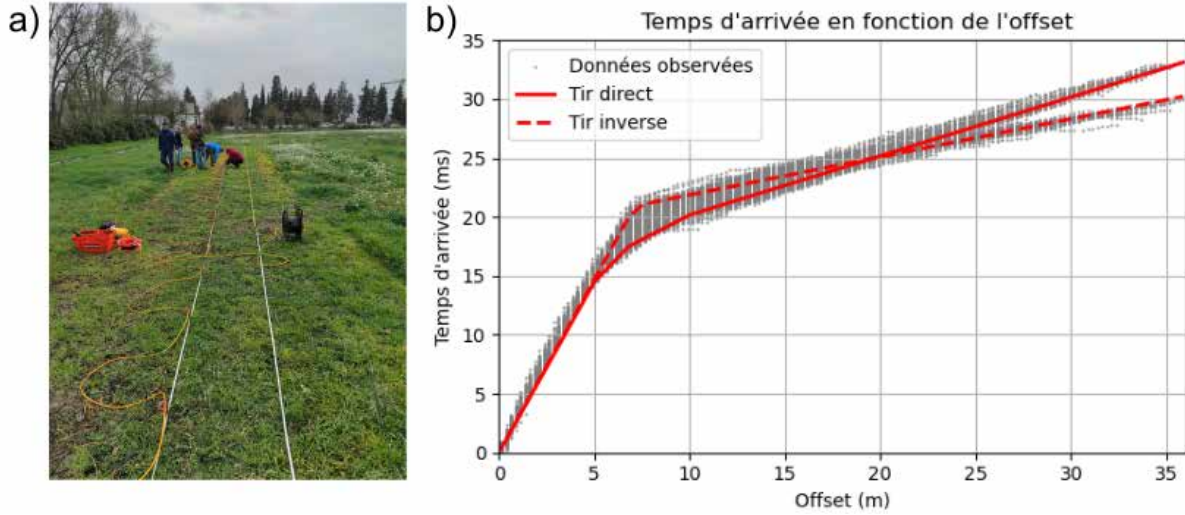 a)
b)
Temps d'arrivée en fonction de l'offset
Données observées
Tir direct
Tir inverse
Temps d'arrivée (ms)
35
30
25
20
15
10
5
0
0 5 10 15 20 25 30 35
Offset (m)